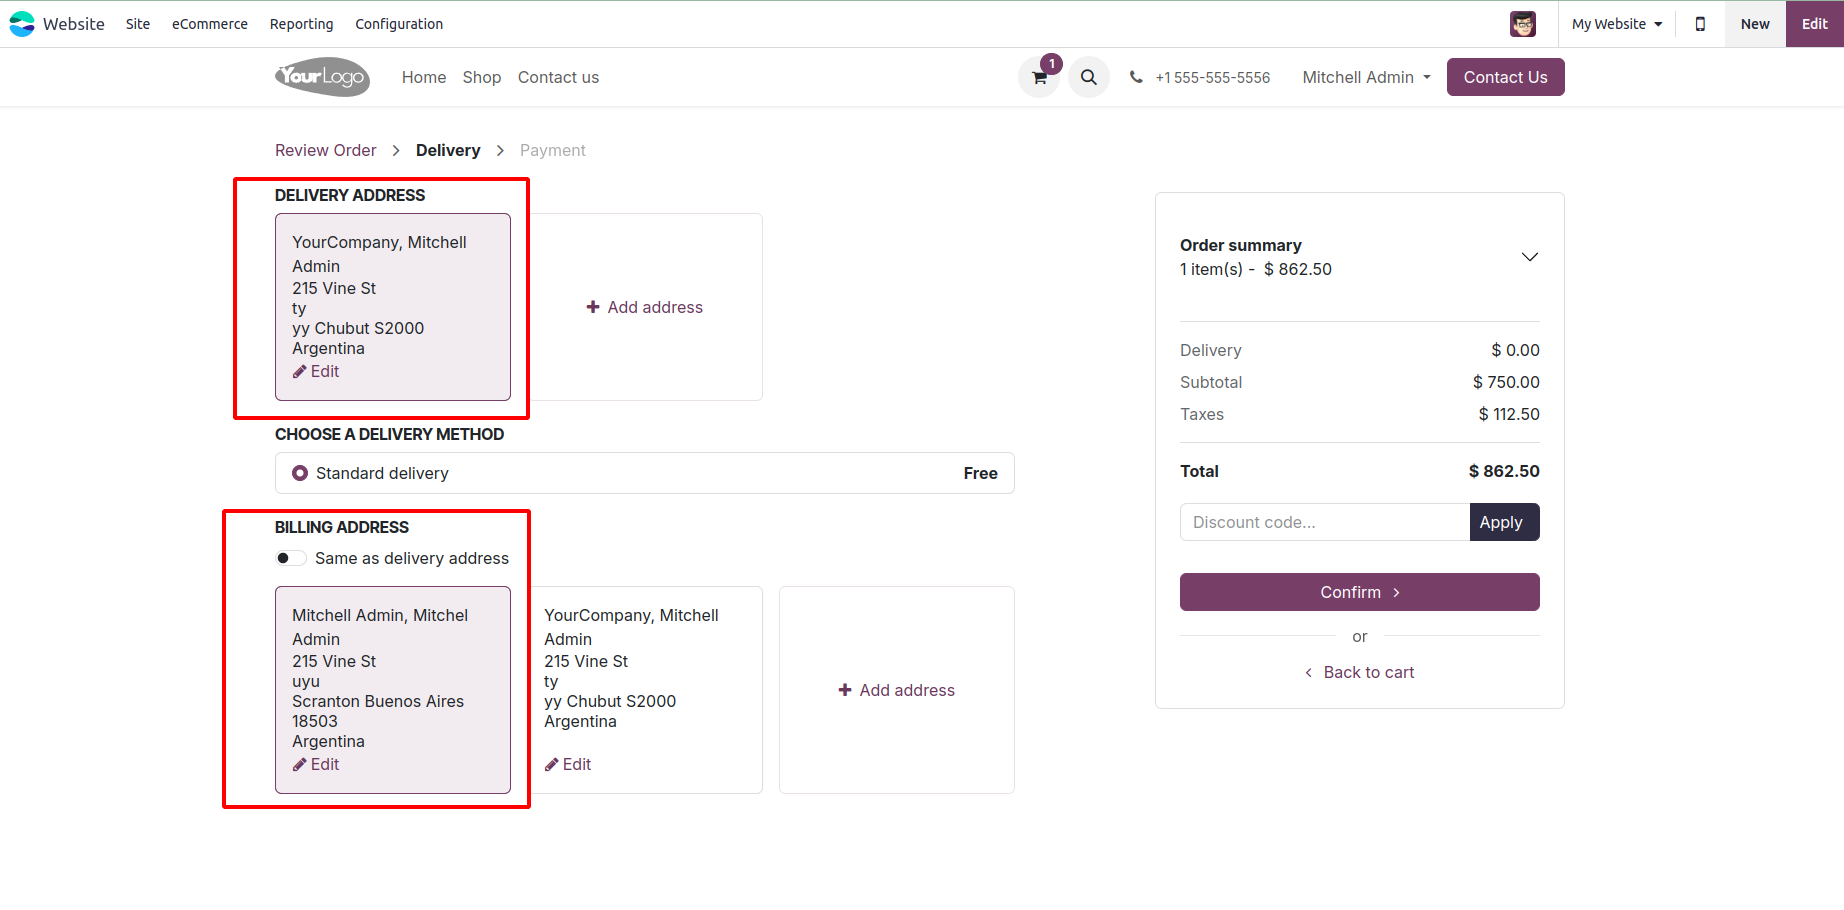 Website Site eCommerce Reporting Configuration My Website New Edit
YourLogo Home Shop Contact us 1 +1 555-555-5556 Mitchell Admin Contact Us
Review Order > Delivery > Payment
DELIVERY ADDRESS
YourCompany, Mitchell
Admin
215 Vine St
ty
yy Chubut S2000
Argentina
Edit
Add address
CHOOSE A DELIVERY METHOD
Standard delivery Free
BILLING ADDRESS
Same as delivery address
Mitchell Admin, Mitchel
Admin
215 Vine St
uyu
Scranton Buenos Aires
18503
Argentina
Edit
YourCompany, Mitchell
Admin
215 Vine St
ty
yy Chubut S2000
Argentina
Edit
Add address
Order summary
1 item(s) - $ 862.50
Delivery $ 0.00
Subtotal $ 750.00
Taxes $ 112.50
Total $ 862.50
Discount code... Apply
Confirm >
or
< Back to cart